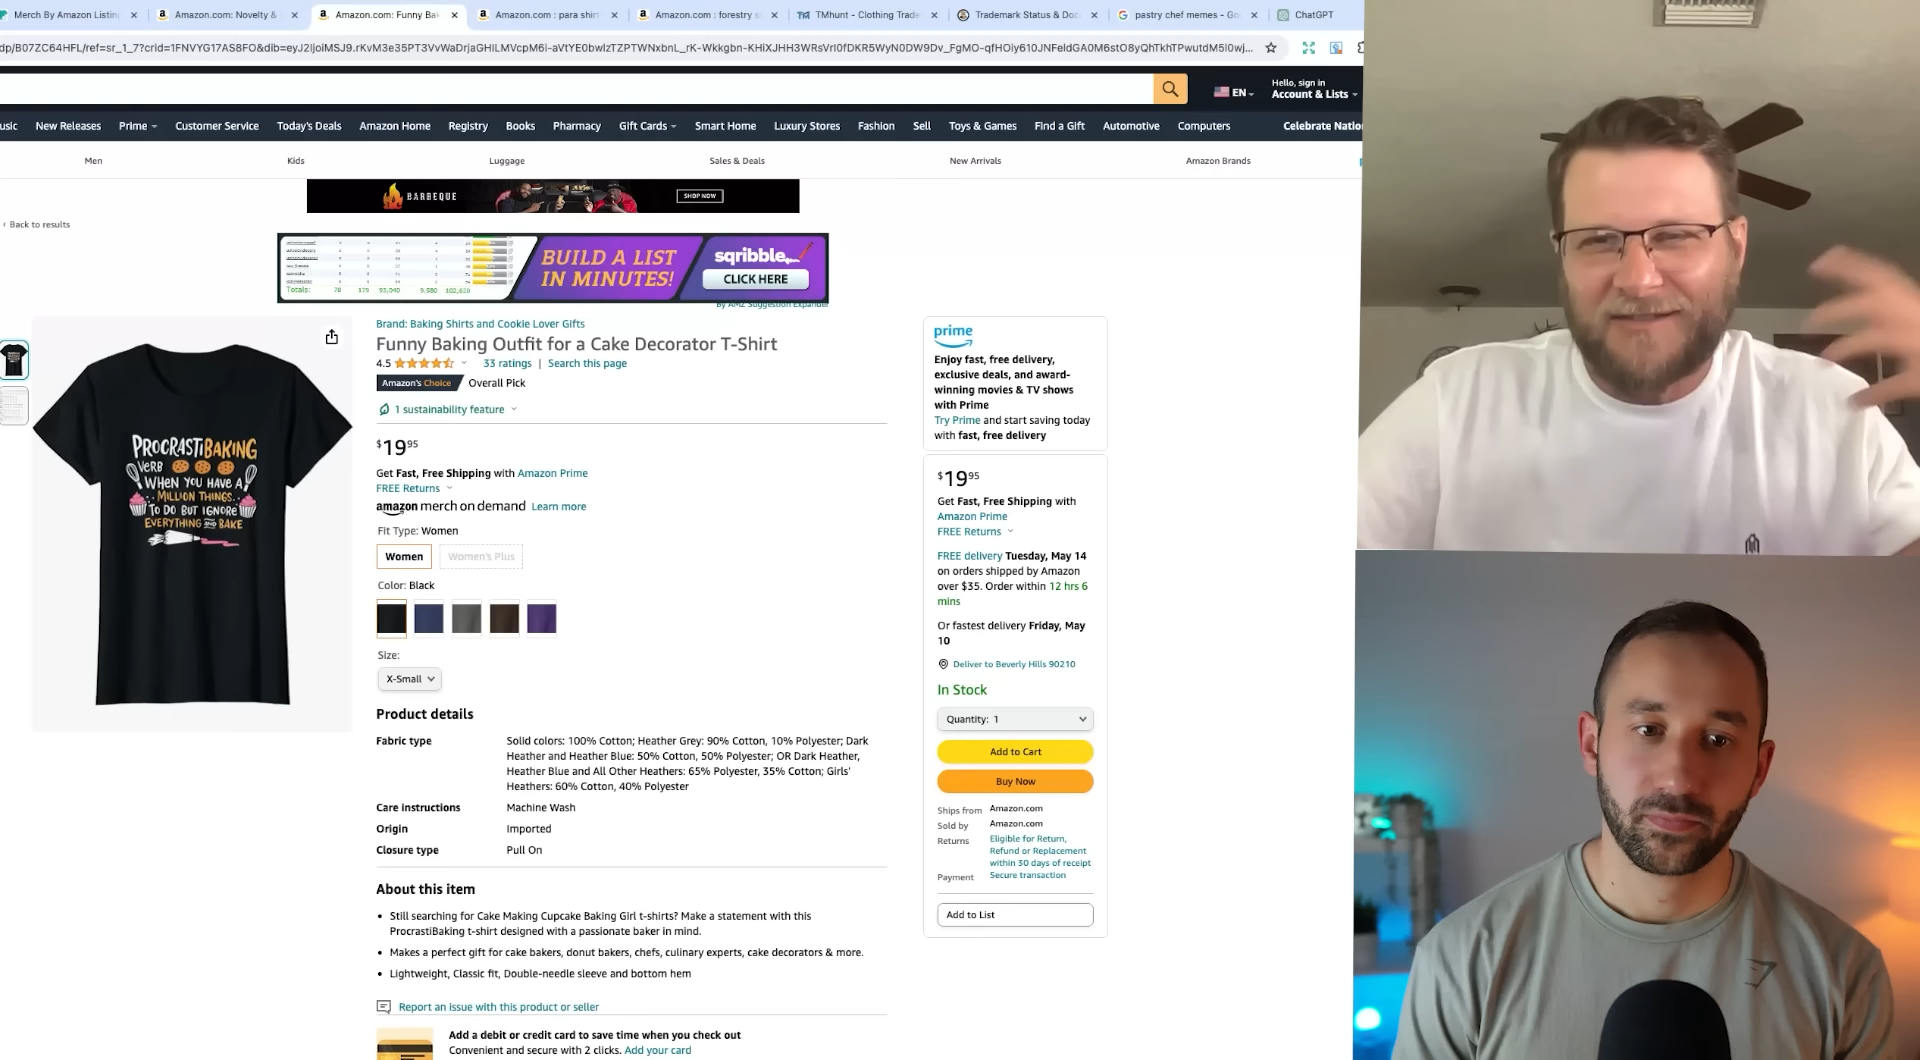 Merch By Amazon Listin
Amazon.com: Novelty &
Amazon.com: Funny Bak
Amazon.com : para shirt
Amazon.com : forestry s
TMhunt - Clothing Trade
Trademark Status & Doc
pastry chef memes - Go
ChatGPT
EN
Hello, sign in
Account & Lists
usic
New Releases
Prime
Customer Service
Today's Deals
Amazon Home
Registry
Books
Pharmacy
Gift Cards
Smart Home
Luxury Stores
Fashion
Sell
Toys & Games
Find a Gift
Automotive
Computers
Celebrate Natio
Men
Kids
Luggage
Sales & Deals
New Arrivals
Amazon Brands
BARBEQUE
SHOP NOW
‹ Back to results
BUILD A LIST
IN MINUTES!
sqribble
CLICK HERE
Totals: 78 179 93,040 9,580 102,620
By AMZ Suggestion Expander
Brand: Baking Shirts and Cookie Lover Gifts
Funny Baking Outfit for a Cake Decorator T-Shirt
4.5
33 ratings | Search this page
Amazon's Choice
Overall Pick
1 sustainability feature
$19.95
Get Fast, Free Shipping with Amazon Prime
FREE Returns
amazon merch on demand Learn more
Fit Type: Women
Women
Women's Plus
Color: Black
Size:
X-Small
PROCRASTIBAKING
VERB
WHEN YOU HAVE A
MILLION THINGS
TO DO BUT IGNORE
EVERYTHING AND BAKE
Product details
Fabric type
Solid colors: 100% Cotton; Heather Grey: 90% Cotton, 10% Polyester; Dark
Heather and Heather Blue: 50% Cotton, 50% Polyester; OR Dark Heather,
Heather Blue and All Other Heathers: 65% Polyester, 35% Cotton; Girls'
Heathers: 60% Cotton, 40% Polyester
Care instructions
Machine Wash
Origin
Imported
Closure type
Pull On
About this item
• Still searching for Cake Making Cupcake Baking Girl t-shirts? Make a statement with this
ProcrastiBaking t-shirt designed with a passionate baker in mind.
• Makes a perfect gift for cake bakers, donut bakers, chefs, culinary experts, cake decorators & more.
• Lightweight, Classic fit, Double-needle sleeve and bottom hem
Report an issue with this product or seller
Add a debit or credit card to save time when you check out
Convenient and secure with 2 clicks. Add your card
prime
Enjoy fast, free delivery,
exclusive deals, and award-
winning movies & TV shows
with Prime
Try Prime and start saving today
with fast, free delivery
$19.95
Get Fast, Free Shipping with
Amazon Prime
FREE Returns
FREE delivery Tuesday, May 14
on orders shipped by Amazon
over $35. Order within 12 hrs 6
mins
Or fastest delivery Friday, May
10
Deliver to Beverly Hills 90210
In Stock
Quantity: 1
Add to Cart
Buy Now
Ships from Amazon.com
Sold by Amazon.com
Returns
Eligible for Return,
Refund or Replacement
within 30 days of receipt
Payment
Secure transaction
Add to List